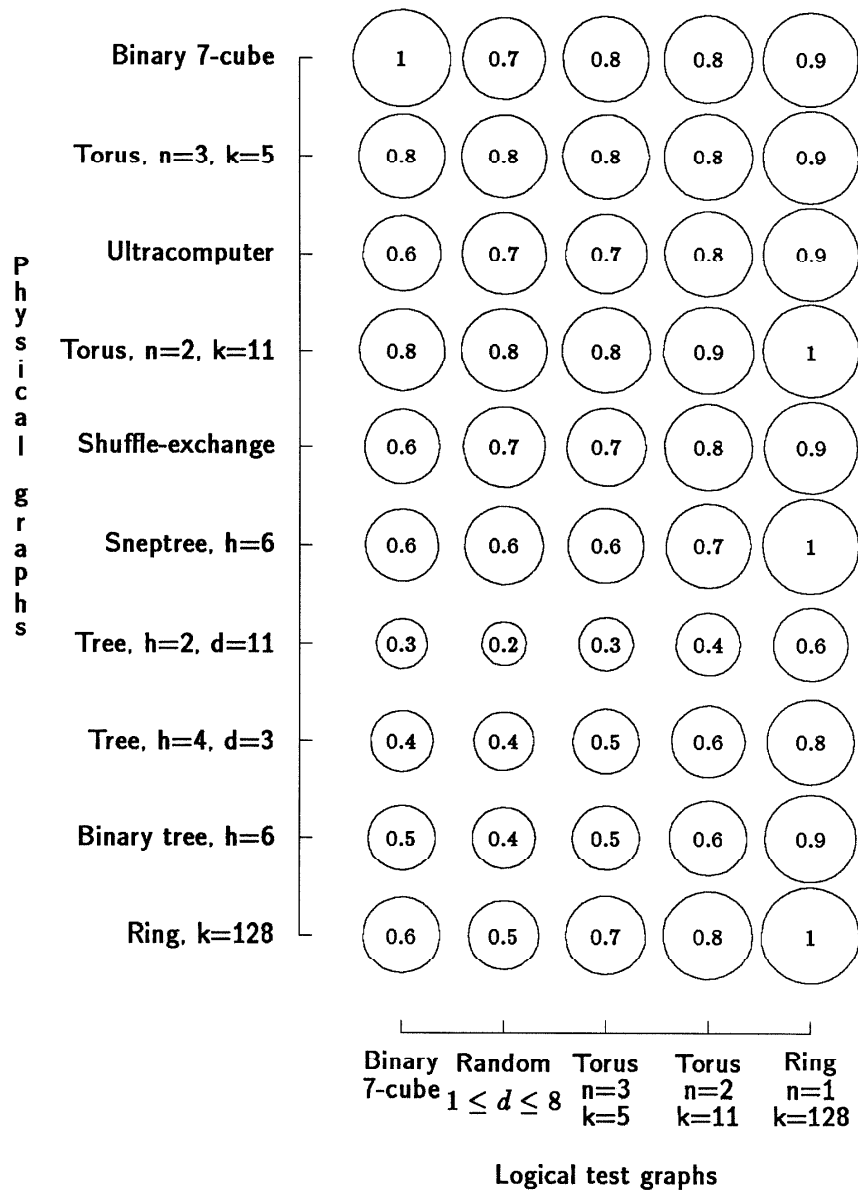 Physical graphs
Binary 7-cube 1 0.7 0.8 0.8 0.9
Torus, n=3, k=5 0.8 0.8 0.8 0.8 0.9
Ultracomputer 0.6 0.7 0.7 0.8 0.9
Torus, n=2, k=11 0.8 0.8 0.8 0.9 1
Shuffle-exchange 0.6 0.7 0.7 0.8 0.9
Sneptree, h=6 0.6 0.6 0.6 0.7 1
Tree, h=2, d=11 0.3 0.2 0.3 0.4 0.6
Tree, h=4, d=3 0.4 0.4 0.5 0.6 0.8
Binary tree, h=6 0.5 0.4 0.5 0.6 0.9
Ring, k=128 0.6 0.5 0.7 0.8 1
Binary Random Torus Torus Ring
7-cube 1 ≤ d ≤ 8 n=3 n=2 n=1
k=5 k=11 k=128
Logical test graphs